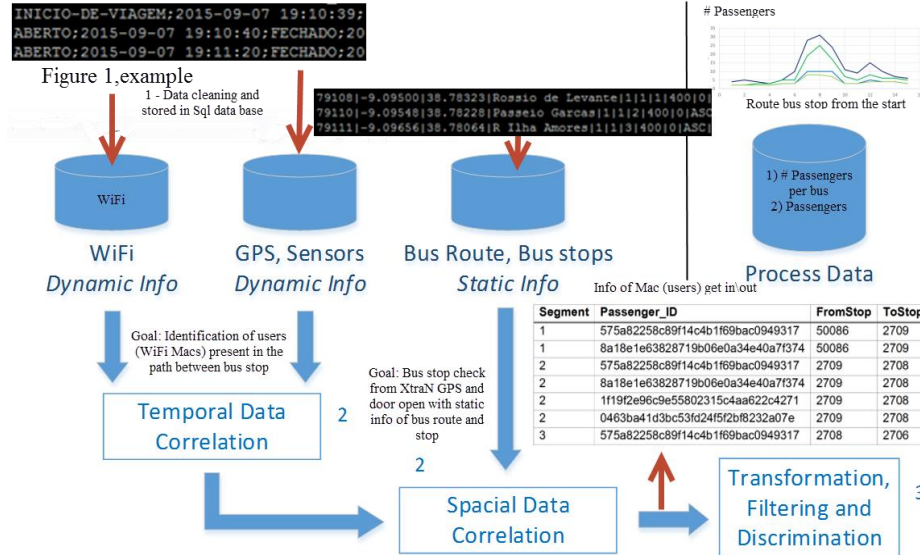 INICIO-DE-VIAGEM;2015-09-07 19:10:39;
ABERTO;2015-09-07 19:10:40;FECHADO;20
ABERTO;2015-09-07 19:11:20;FECHADO;20
Figure 1,example
1 - Data cleaning and
stored in Sql data base
79108|-9.09500|38.78323|Rossio de Levante|1|1|1|400|0|
79110|-9.09548|38.78228|Passeio Garcas|1|1|2|400|0|ASC|
79111|-9.09656|38.78064|R Ilha Amores|1|1|3|400|0|ASC|
# Passengers
Route bus stop from the start
WiFi
1) # Passengers
per bus
2) Passengers
WiFi
Dynamic Info
GPS, Sensors
Dynamic Info
Bus Route, Bus stops
Static Info
Process Data
Info of Mac (users) get in\out
Segment Passenger_ID FromStop ToStop
1 575a82258c89f14c4b1f69bac0949317 50086 2709
1 8a18e1e63828719b06e0a34e40a7f374 50086 2709
2 575a82258c89f14c4b1f69bac0949317 2709 2708
2 8a18e1e63828719b06e0a34e40a7f374 2709 2708
2 1f19f2e96c9e55802315c4aa622c4271 2709 2708
2 0463ba41d3bc53fd24f5f2bf8232a07e 2709 2708
3 575a82258c89f14c4b1f69bac0949317 2708 2706
Goal: Identification of users
(WiFi Macs) present in the
path between bus stop
Goal: Bus stop check
from XtraN GPS and
door open with static
info of bus route and
stop
Temporal Data
Correlation
2
2
Spacial Data
Correlation
Transformation,
Filtering and
Discrimination
3